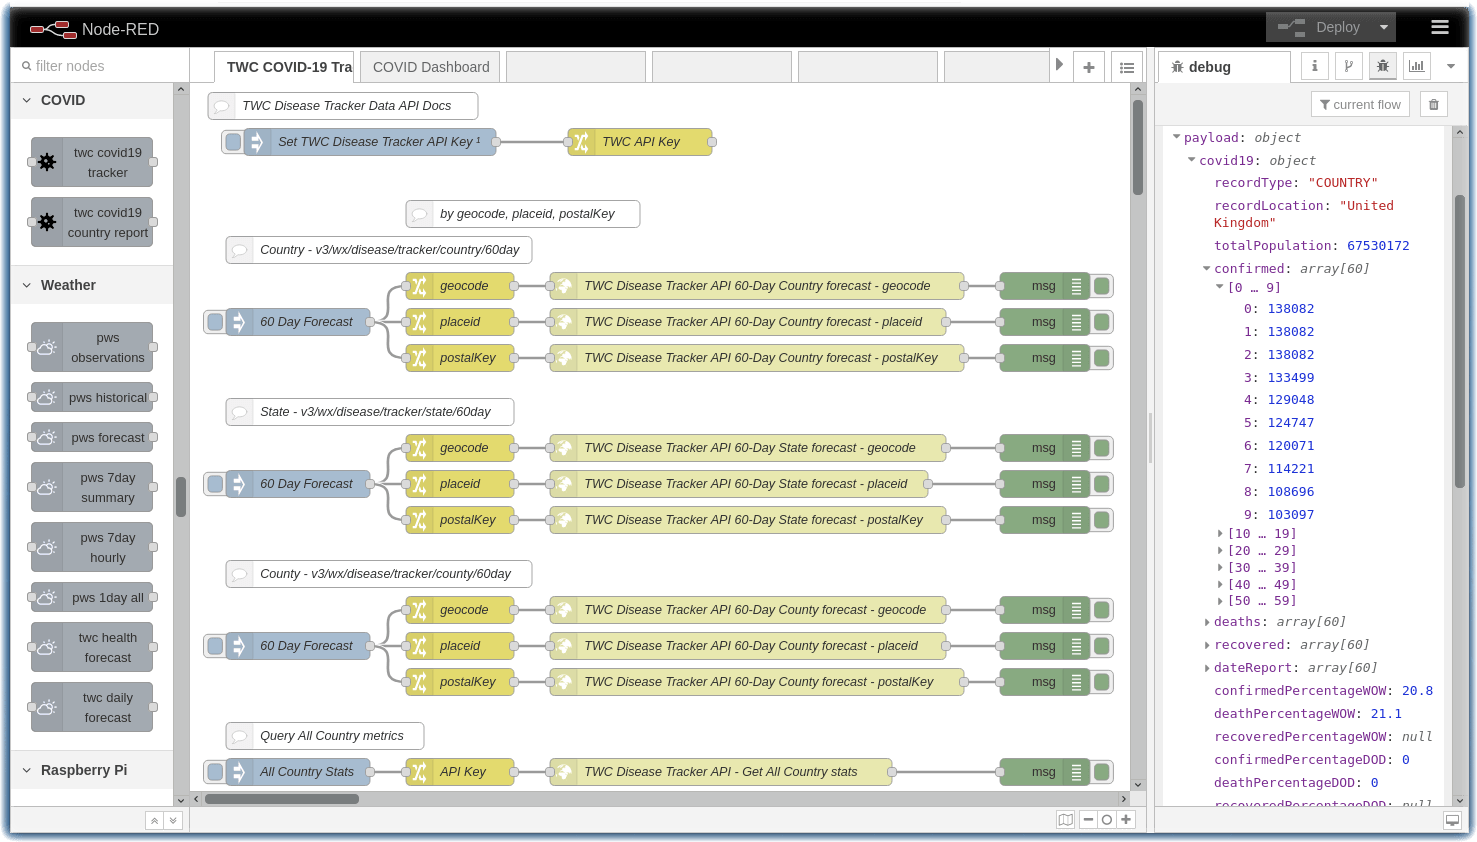 Node-RED
Deploy
filter nodes
TWC COVID-19 Tra
COVID Dashboard
debug
current flow
COVID
twc covid19
tracker
twc covid19
country report
Weather
pws
observations
pws historical
pws forecast
pws 7day
summary
pws 7day
hourly
pws 1day all
twc health
forecast
twc daily
forecast
Raspberry Pi
TWC Disease Tracker Data API Docs
Set TWC Disease Tracker API Key ¹
TWC API Key
by geocode, placeid, postalKey
Country - v3/wx/disease/tracker/country/60day
geocode
TWC Disease Tracker API 60-Day Country forecast - geocode
msg
60 Day Forecast
placeid
TWC Disease Tracker API 60-Day Country forecast - placeid
msg
postalKey
TWC Disease Tracker API 60-Day Country forecast - postalKey
msg
State - v3/wx/disease/tracker/state/60day
geocode
TWC Disease Tracker API 60-Day State forecast - geocode
msg
60 Day Forecast
placeid
TWC Disease Tracker API 60-Day State forecast - placeid
msg
postalKey
TWC Disease Tracker API 60-Day State forecast - postalKey
msg
County - v3/wx/disease/tracker/county/60day
geocode
TWC Disease Tracker API 60-Day County forecast - geocode
msg
60 Day Forecast
placeid
TWC Disease Tracker API 60-Day County forecast - placeid
msg
postalKey
TWC Disease Tracker API 60-Day County forecast - postalKey
msg
Query All Country metrics
All Country Stats
API Key
TWC Disease Tracker API - Get All Country stats
msg
payload: object
covid19: object
recordType: "COUNTRY"
recordLocation: "United
Kingdom"
totalPopulation: 67530172
confirmed: array[60]
[0 … 9]
0: 138082
1: 138082
2: 138082
3: 133499
4: 129048
5: 124747
6: 120071
7: 114221
8: 108696
9: 103097
[10 … 19]
[20 … 29]
[30 … 39]
[40 … 49]
[50 … 59]
deaths: array[60]
recovered: array[60]
dateReport: array[60]
confirmedPercentageWOW: 20.8
deathPercentageWOW: 21.1
recoveredPercentageWOW: null
confirmedPercentageDOD: 0
deathPercentageDOD: 0
recoveredPercentageDOD: null